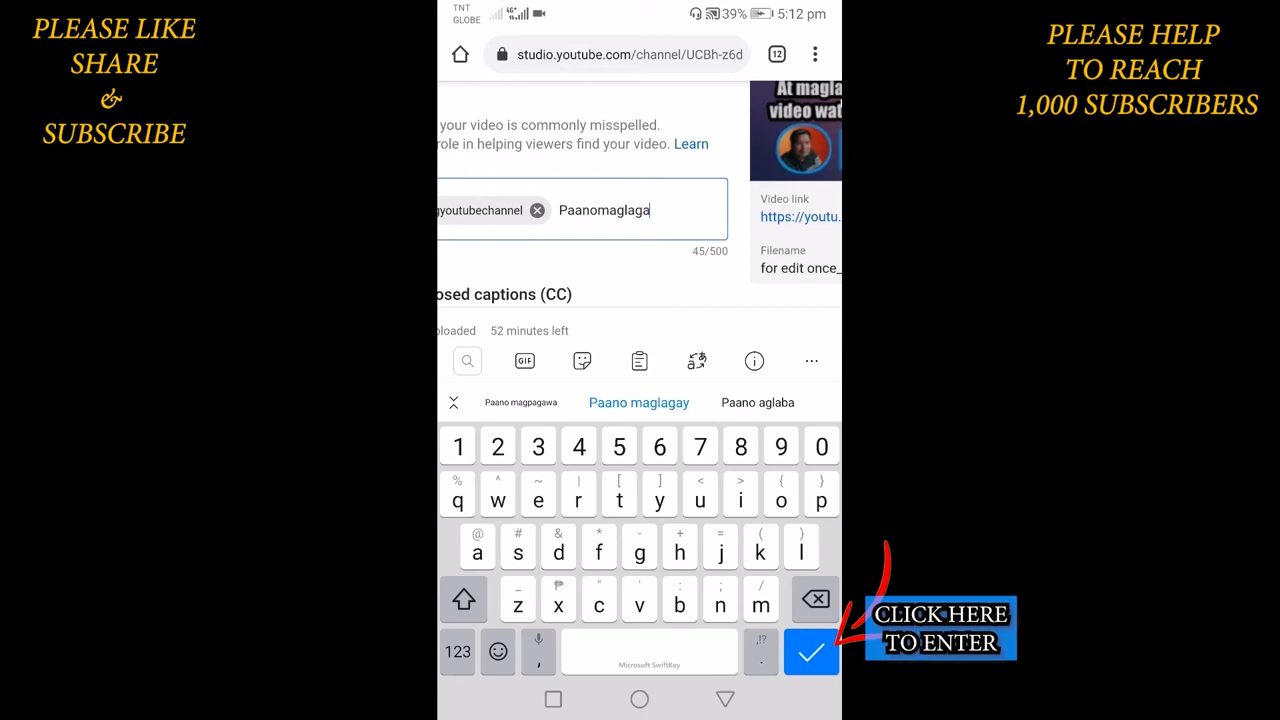 PLEASE LIKE
SHARE
&
SUBSCRIBE
PLEASE HELP
TO REACH
1,000 SUBSCRIBERS
TNT
GLOBE
4G+
39%
5:12 pm
studio.youtube.com/channel/UCBh-z6d
12
your video is commonly misspelled.
role in helping viewers find your video. Learn
gyoutubechannel
Paanomaglaga
45/500
At magla
video wat
Video link
https://youtu.
Filename
for edit once_
osed captions (CC)
loaded 52 minutes left
GIF
Paano magpagawa
Paano maglagay
Paano aglaba
1 2 3 4 5 6 7 8 9 0
% ^ ~ | [ ] < > { }
q w e r t y u i o p
@ # & * - + = ( )
a s d f g h j k l
_ ₱ " ' : ; /
z x c v b n m
123 , ,!? .
Microsoft SwiftKey
CLICK HERE
TO ENTER